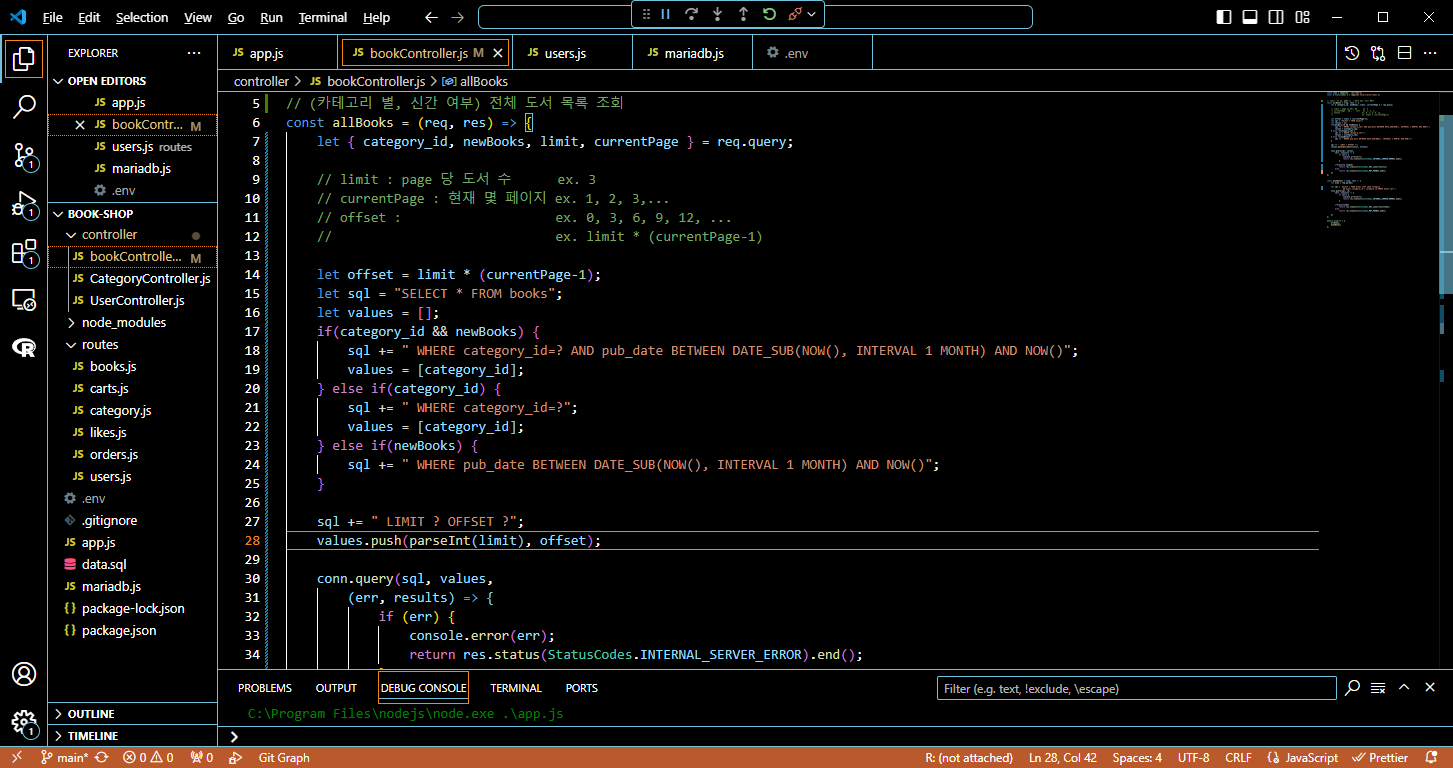 File Edit Selection View Go Run Terminal Help
EXPLORER
OPEN EDITORS
JS app.js
JS bookContr... M
JS users.js routes
JS mariadb.js
.env
BOOK-SHOP
controller
JS bookControlle... M
JS CategoryController.js
JS UserController.js
node_modules
routes
JS books.js
JS carts.js
JS category.js
JS likes.js
JS orders.js
JS users.js
.env
.gitignore
JS app.js
data.sql
JS mariadb.js
{} package-lock.json
{} package.json
OUTLINE
TIMELINE
1
1
1
R
1
JS app.js JS bookController.js M JS users.js JS mariadb.js .env
controller > JS bookController.js > allBooks
5 // (카테고리 별, 신간 여부) 전체 도서 목록 조회
6 const allBooks = (req, res) => {
7 let { category_id, newBooks, limit, currentPage } = req.query;
8
9 // limit : page 당 도서 수 ex. 3
10 // currentPage : 현재 몇 페이지 ex. 1, 2, 3,...
11 // offset : ex. 0, 3, 6, 9, 12, ...
12 // ex. limit * (currentPage-1)
13
14 let offset = limit * (currentPage-1);
15 let sql = "SELECT * FROM books";
16 let values = [];
17 if(category_id && newBooks) {
18 sql += " WHERE category_id=? AND pub_date BETWEEN DATE_SUB(NOW(), INTERVAL 1 MONTH) AND NOW()";
19 values = [category_id];
20 } else if(category_id) {
21 sql += " WHERE category_id=?";
22 values = [category_id];
23 } else if(newBooks) {
24 sql += " WHERE pub_date BETWEEN DATE_SUB(NOW(), INTERVAL 1 MONTH) AND NOW()";
25 }
26
27 sql += " LIMIT ? OFFSET ?";
28 values.push(parseInt(limit), offset);
29
30 conn.query(sql, values,
31 (err, results) => {
32 if (err) {
33 console.error(err);
34 return res.status(StatusCodes.INTERNAL_SERVER_ERROR).end();
PROBLEMS OUTPUT DEBUG CONSOLE TERMINAL PORTS Filter (e.g. text, !exclude, \escape)
C:\Program Files\nodejs\node.exe .\app.js
>
main* 0 0 0 Git Graph R: (not attached) Ln 28, Col 42 Spaces: 4 UTF-8 CRLF {} JavaScript Prettier